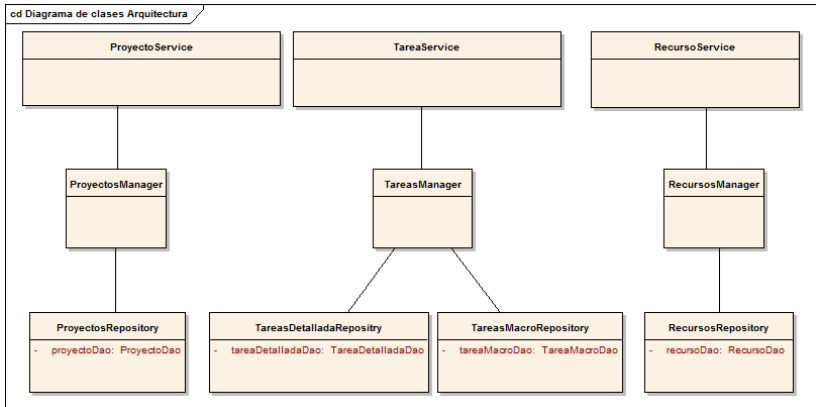 cd Diagrama de clases Arquitectura
ProyectoService
TareaService
RecursoService
ProyectosManager
TareasManager
RecursosManager
ProyectosRepository
- proyectoDao: ProyectoDao
TareasDetalladaRepositry
- tareaDetalladaDao: TareaDetalladaDao
TareasMacroRepository
- tareaMacroDao: TareaMacroDao
RecursosRepository
- recursoDao: RecursoDao